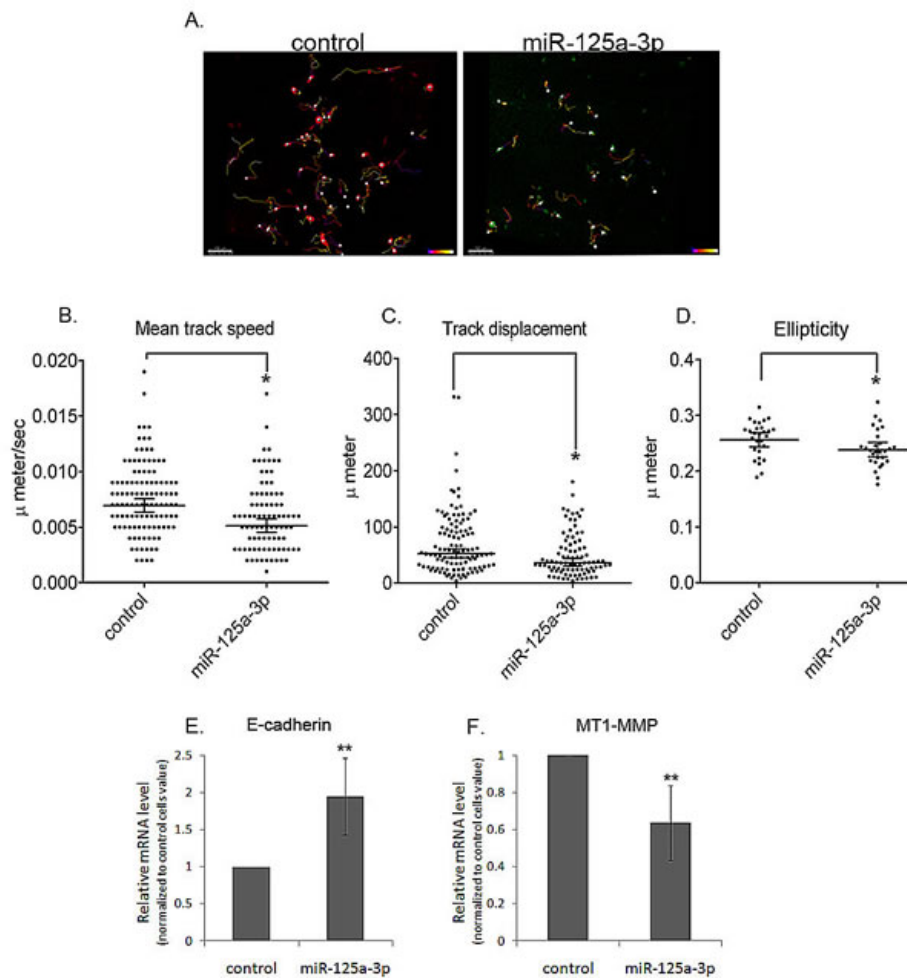 A.
control miR-125a-3p
B. C. D.
Mean track speed Track displacement Ellipticity
μ meter/sec
0.020
0.015
0.010
0.005
0.000
*
control
miR-125a-3p
μ meter
400
300
200
100
0
*
control
miR-125a-3p
μ meter
0.4
0.3
0.2
0.1
0.0
*
control
miR-125a-3p
E. E-cadherin
Relative mRNA level
(normalized to control cells value)
2.5
2
1.5
1
0.5
0
**
control miR-125a-3p
F. MT1-MMP
Relative mRNA level
(normalized to control cells value)
1
0.8
0.6
0.4
0.2
0
**
control miR-125a-3p